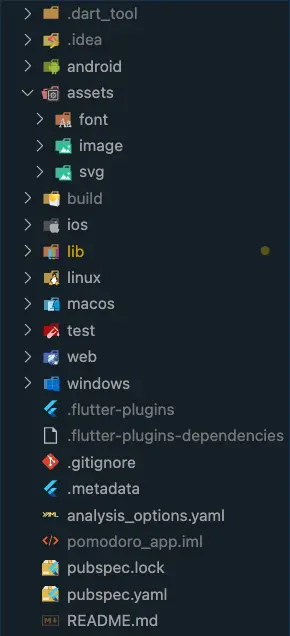 .dart_tool
.idea
android
assets
font
image
svg
build
ios
lib
linux
macos
test
web
windows
.flutter-plugins
.flutter-plugins-dependencies
.gitignore
.metadata
analysis_options.yaml
pomodoro_app.iml
pubspec.lock
pubspec.yaml
README.md